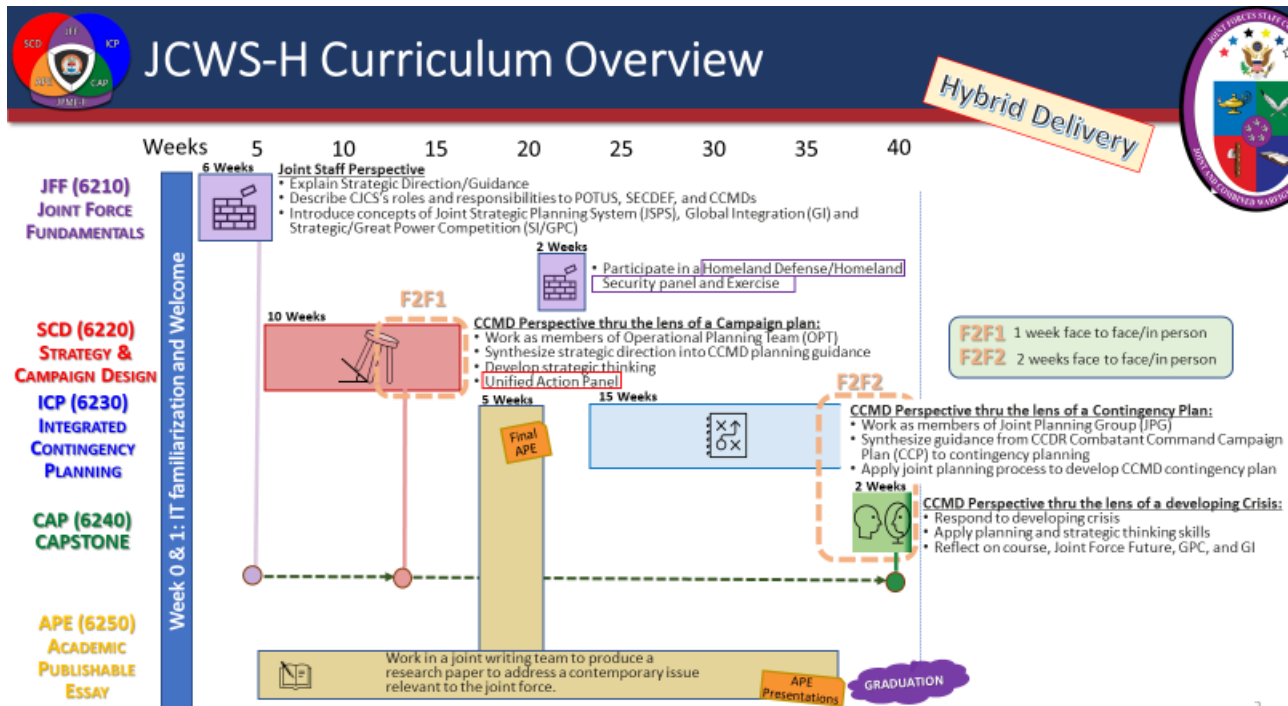 SCD
JFF
ICP
APE
CAP
JPME-II
JCWS-H Curriculum Overview
Hybrid Delivery
JOINT FORCES STAFF
Weeks 5 10 15 20 25 30 35 40
Week 0 & 1: IT familiarization and Welcome
JFF (6210)
JOINT FORCE
FUNDAMENTALS
6 Weeks
Joint Staff Perspective
• Explain Strategic Direction/Guidance
• Describe CJCS's roles and responsibilities to POTUS, SECDEF, and CCMDs
• Introduce concepts of Joint Strategic Planning System (JSPS), Global Integration (GI) and
Strategic/Great Power Competition (SI/GPC)
2 Weeks
• Participate in a Homeland Defense/Homeland
Security panel and Exercise
SCD (6220)
STRATEGY &
CAMPAIGN DESIGN
10 Weeks
F2F1
CCMD Perspective thru the lens of a Campaign plan:
• Work as members of Operational Planning Team (OPT)
• Synthesize strategic direction into CCMD planning guidance
• Develop strategic thinking
• Unified Action Panel
F2F1 1 week face to face/in person
F2F2 2 weeks face to face/in person
ICP (6230)
INTEGRATED
CONTINGENCY
PLANNING
5 Weeks
Final
APE
15 Weeks
F2F2
CCMD Perspective thru the lens of a Contingency Plan:
• Work as members of Joint Planning Group (JPG)
• Synthesize guidance from CCDR Combatant Command Campaign
Plan (CCP) to contingency planning
• Apply joint planning process to develop CCMD contingency plan
CAP (6240)
CAPSTONE
2 Weeks
CCMD Perspective thru the lens of a developing Crisis:
• Respond to developing crisis
• Apply planning and strategic thinking skills
• Reflect on course, Joint Force Future, GPC, and GI
APE (6250)
ACADEMIC
PUBLISHABLE
ESSAY
Work in a joint writing team to produce a
research paper to address a contemporary issue
relevant to the joint force.
APE
Presentations
GRADUATION